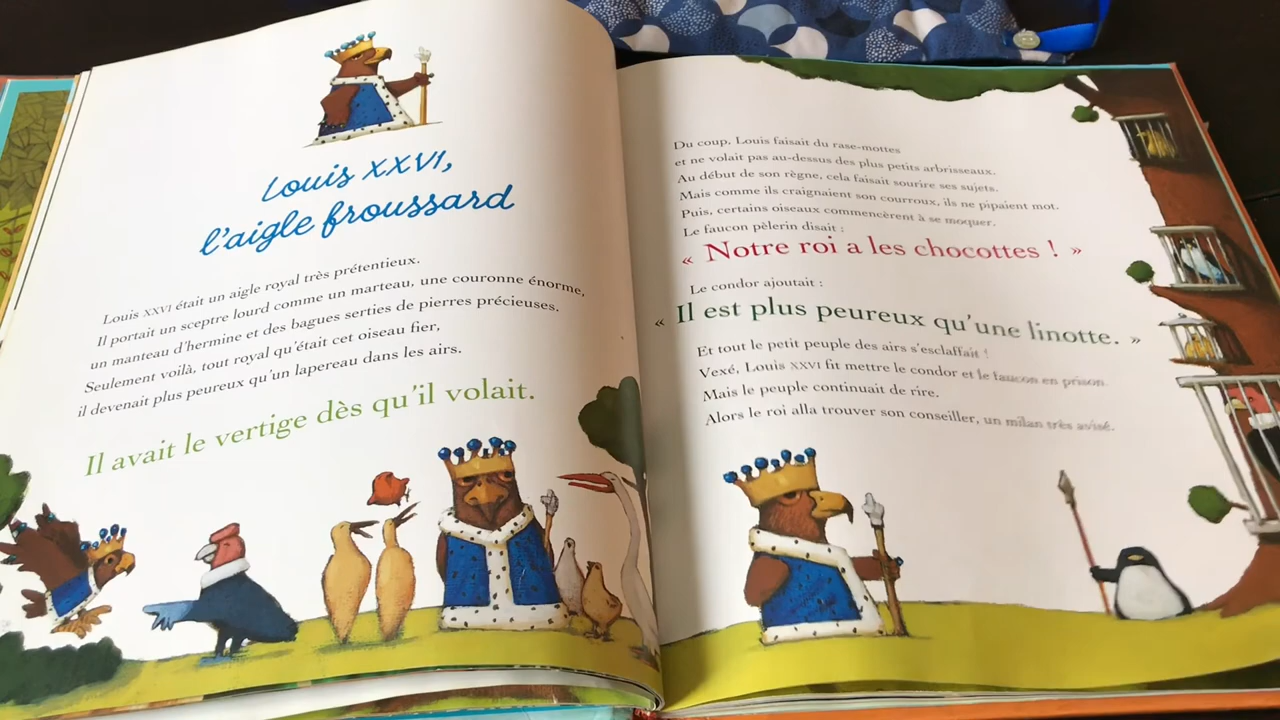 Louis XXVI,
l'aigle froussard
Louis XXVI était un aigle royal très prétentieux.
Il portait un sceptre lourd comme un marteau, une couronne énorme,
un manteau d'hermine et des bagues serties de pierres précieuses.
Seulement voilà, tout royal qu'était cet oiseau fier,
il devenait plus peureux qu'un lapereau dans les airs.
Il avait le vertige dès qu'il volait.
Du coup, Louis faisait du rase-mottes
et ne volait pas au-dessus des plus petits arbrisseaux.
Au début de son règne, cela faisait sourire ses sujets.
Mais comme ils craignaient son courroux, ils ne pipaient mot.
Puis, certains oiseaux commencèrent à se moquer.
Le faucon pèlerin disait :
« Notre roi a les chocottes ! »
Le condor ajoutait :
« Il est plus peureux qu'une linotte. »
Et tout le petit peuple des airs s'esclaffait !
Vexé, Louis XXVI fit mettre le condor et le faucon en prison.
Mais le peuple continuait de rire.
Alors le roi alla trouver son conseiller, un milan très avisé.